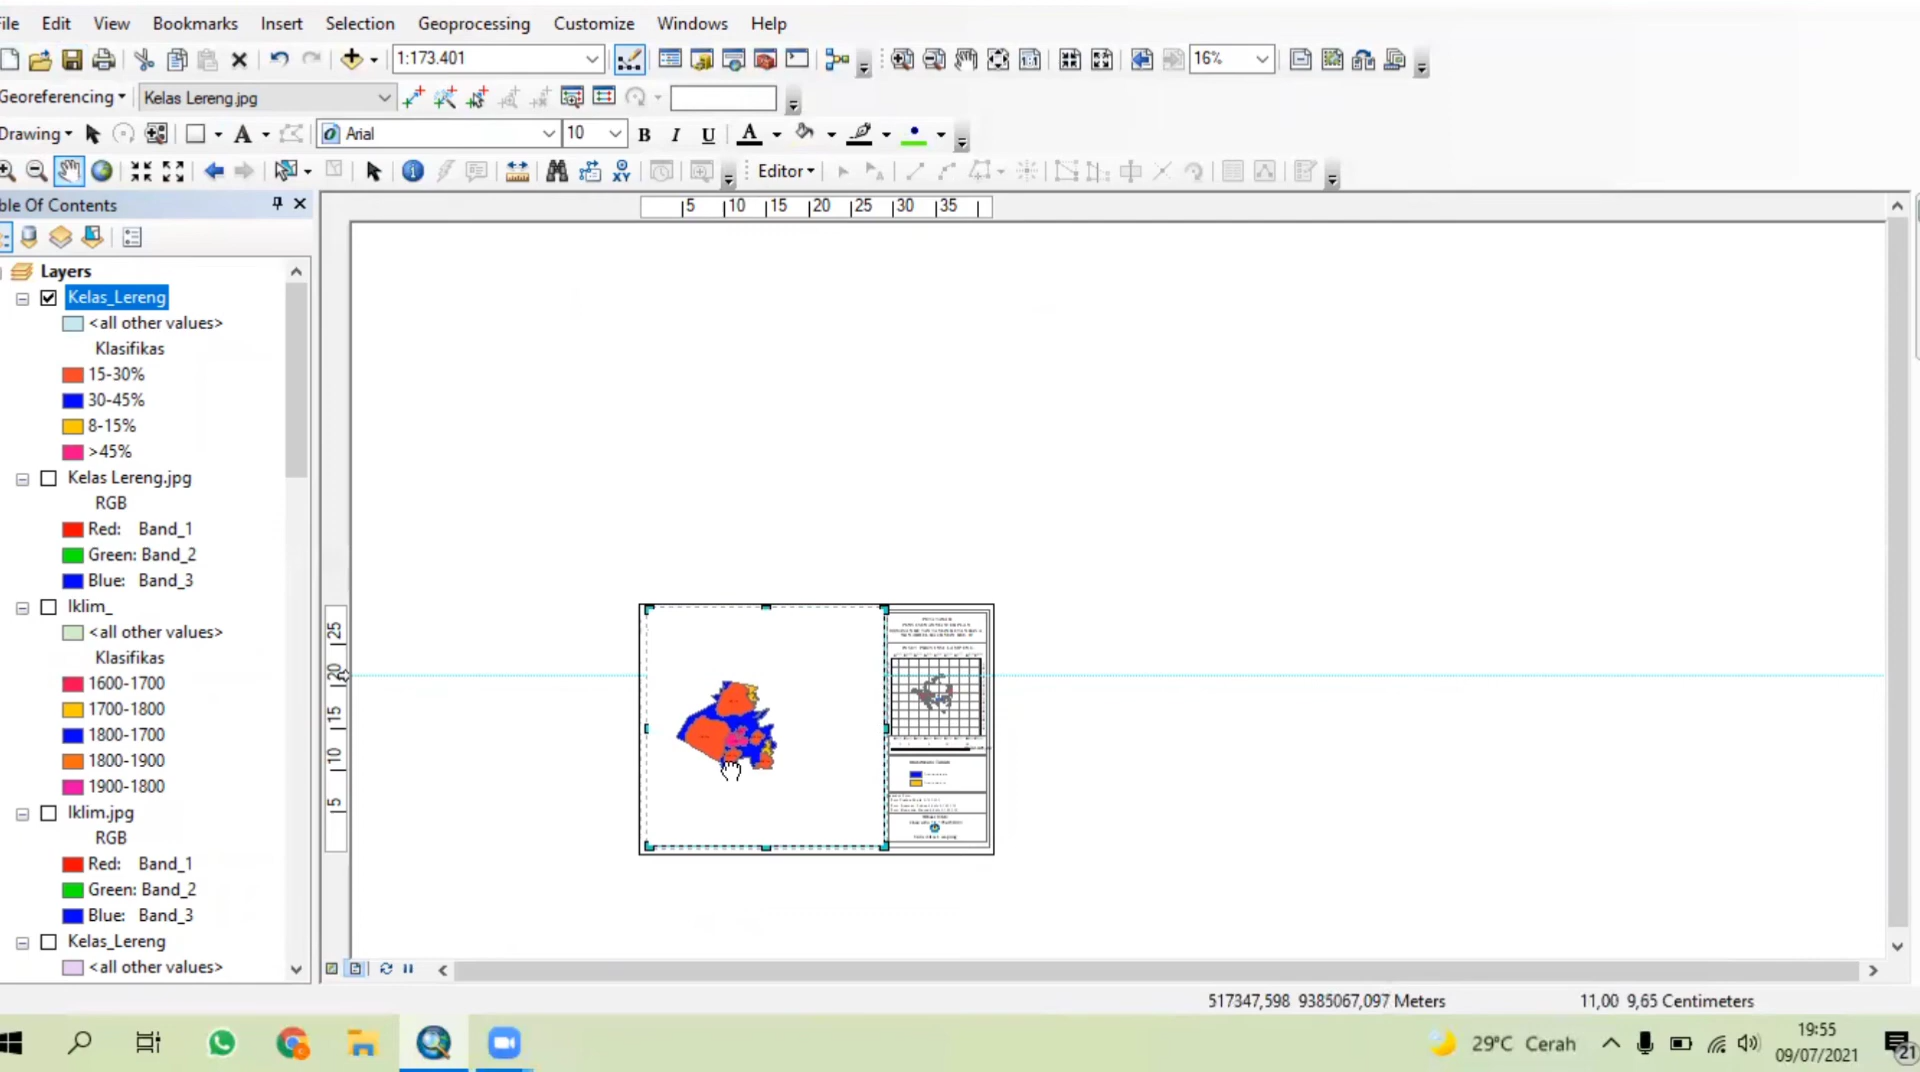 File Edit View Bookmarks Insert Selection Geoprocessing Customize Windows Help
1:173.401
16%
Georeferencing
Kelas Lereng.jpg
Drawing
A
Arial
10
B I U A
XY
Editor
Table Of Contents
5 10 15 20 25 30 35
Layers
Kelas_Lereng
<all other values>
Klasifikas
15-30%
30-45%
8-15%
>45%
Kelas Lereng.jpg
RGB
Red: Band_1
Green: Band_2
Blue: Band_3
Iklim_
<all other values>
Klasifikas
1600-1700
1700-1800
1800-1700
1800-1900
1900-1800
Iklim.jpg
RGB
Red: Band_1
Green: Band_2
Blue: Band_3
Kelas_Lereng
<all other values>
25
20
15
10
5
517347,598 9385067,097 Meters
11,00 9,65 Centimeters
29°C Cerah
19:55
09/07/2021
21